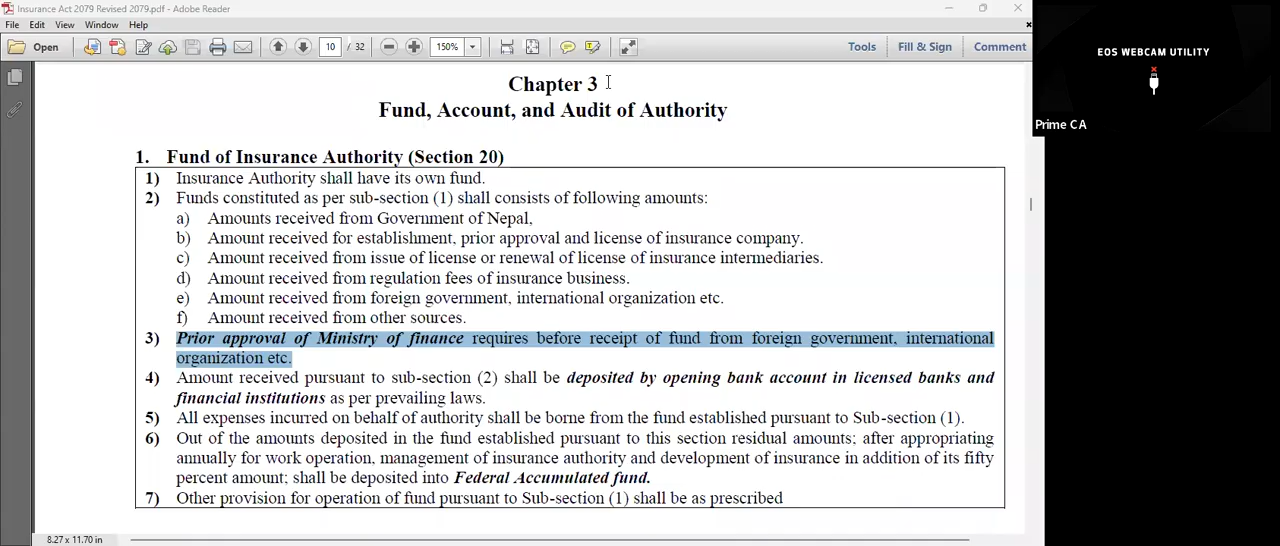 Insurance Act 2079 Revised 2079.pdf - Adobe Reader
File Edit View Window Help
Open 10 / 32 150% Tools Fill & Sign Comment
EOS WEBCAM UTILITY
Prime CA
Chapter 3
Fund, Account, and Audit of Authority
1. Fund of Insurance Authority (Section 20)
1) Insurance Authority shall have its own fund.
2) Funds constituted as per sub-section (1) shall consists of following amounts:
a) Amounts received from Government of Nepal,
b) Amount received for establishment, prior approval and license of insurance company.
c) Amount received from issue of license or renewal of license of insurance intermediaries.
d) Amount received from regulation fees of insurance business.
e) Amount received from foreign government, international organization etc.
f) Amount received from other sources.
3) Prior approval of Ministry of finance requires before receipt of fund from foreign government, international
organization etc.
4) Amount received pursuant to sub-section (2) shall be deposited by opening bank account in licensed banks and
financial institutions as per prevailing laws.
5) All expenses incurred on behalf of authority shall be borne from the fund established pursuant to Sub-section (1).
6) Out of the amounts deposited in the fund established pursuant to this section residual amounts; after appropriating
annually for work operation, management of insurance authority and development of insurance in addition of its fifty
percent amount; shall be deposited into Federal Accumulated fund.
7) Other provision for operation of fund pursuant to Sub-section (1) shall be as prescribed
8.27 x 11.70 in